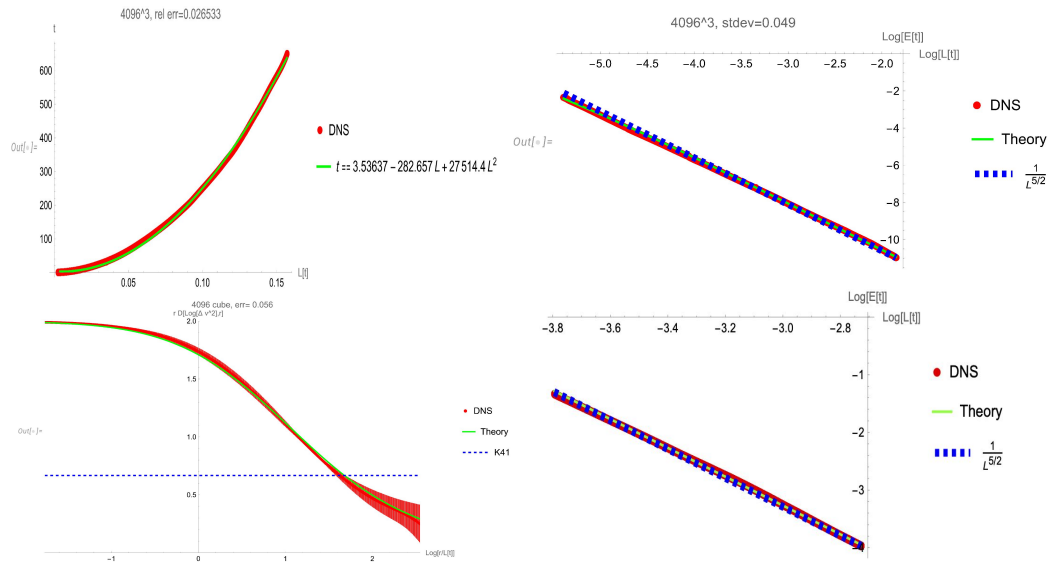 4096^3, rel err=0.026533
t
600
500
400
300
200
100
0.05 0.10 0.15
L[t]
Out[∘]=
DNS
t == 3.53637 − 282.657 L + 27 514.4 L²
4096^3, stdev=0.049
Log[E[t]]
Log[L[t]]
−5.0 −4.5 −4.0 −3.5 −3.0 −2.5 −2.0
−2
−4
−6
−8
−10
Out[∘]=
DNS
Theory
1/L^{5/2}
4096 cube, err= 0.056
r D[Log[Δ v^2],r]
2.0
1.5
1.0
0.5
−1 0 1 2
Log[r/L[t]]
Out[∘]=
DNS
Theory
K41
Log[E[t]]
Log[L[t]]
−3.8 −3.6 −3.4 −3.2 −3.0 −2.8
−1
−2
−3
−4
DNS
Theory
1/L^{5/2}